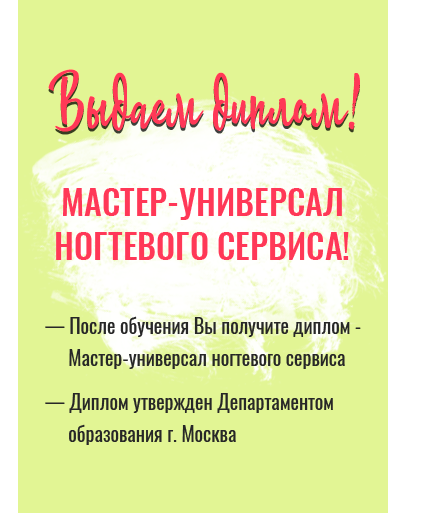 Выдаем диплом!
МАСТЕР-УНИВЕРСАЛ
НОГТЕВОГО СЕРВИСА!
— После обучения Вы получите диплом -
Мастер-универсал ногтевого сервиса
— Диплом утвержден Департаментом
образования г. Москва